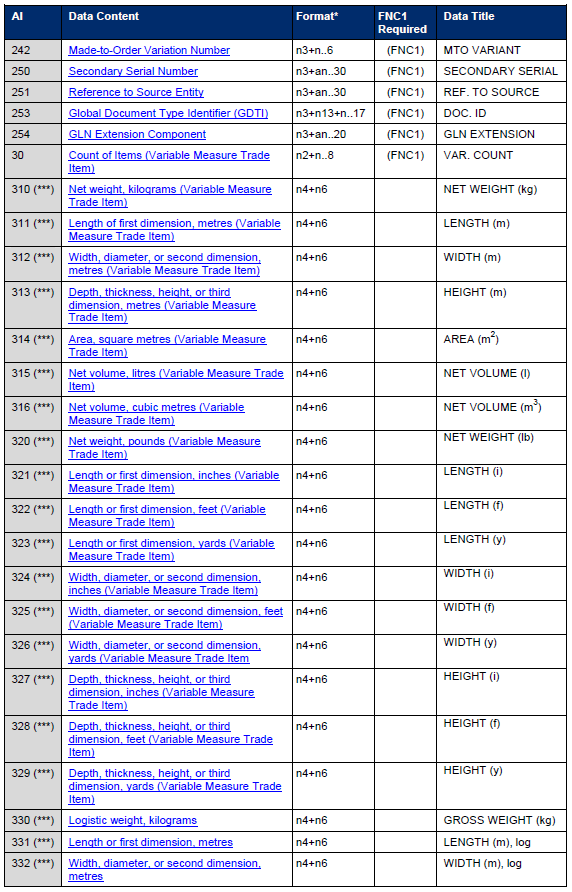 AI Data Content Format* FNC1 Required Data Title
242 Made-to-Order Variation Number n3+n..6 (FNC1) MTO VARIANT
250 Secondary Serial Number n3+an..30 (FNC1) SECONDARY SERIAL
251 Reference to Source Entity n3+an..30 (FNC1) REF. TO SOURCE
253 Global Document Type Identifier (GDTI) n3+n13+n..17 (FNC1) DOC. ID
254 GLN Extension Component n3+an..20 (FNC1) GLN EXTENSION
30 Count of Items (Variable Measure Trade n2+n..8 (FNC1) VAR. COUNT
Item)
310 (***) Net weight, kilograms (Variable Measure n4+n6 NET WEIGHT (kg)
Trade Item)
311 (***) Length of first dimension, metres (Variable n4+n6 LENGTH (m)
Measure Trade Item)
312 (***) Width, diameter, or second dimension, n4+n6 WIDTH (m)
metres (Variable Measure Trade Item)
313 (***) Depth, thickness, height, or third n4+n6 HEIGHT (m)
dimension, metres (Variable Measure
Trade Item)
314 (***) Area, square metres (Variable Measure n4+n6 AREA (m²)
Trade Item)
315 (***) Net volume, litres (Variable Measure Trade n4+n6 NET VOLUME (l)
Item)
316 (***) Net volume, cubic metres (Variable n4+n6 NET VOLUME (m³)
Measure Trade Item)
320 (***) Net weight, pounds (Variable Measure n4+n6 NET WEIGHT (lb)
Trade Item)
321 (***) Length or first dimension, inches (Variable n4+n6 LENGTH (i)
Measure Trade Item)
322 (***) Length or first dimension, feet (Variable n4+n6 LENGTH (f)
Measure Trade Item)
323 (***) Length or first dimension, yards (Variable n4+n6 LENGTH (y)
Measure Trade Item)
324 (***) Width, diameter, or second dimension, n4+n6 WIDTH (i)
inches (Variable Measure Trade Item)
325 (***) Width, diameter, or second dimension, feet n4+n6 WIDTH (f)
(Variable Measure Trade Item)
326 (***) Width, diameter, or second dimension, n4+n6 WIDTH (y)
yards (Variable Measure Trade Item
327 (***) Depth, thickness, height, or third n4+n6 HEIGHT (i)
dimension, inches (Variable Measure
Trade Item)
328 (***) Depth, thickness, height, or third n4+n6 HEIGHT (f)
dimension, feet (Variable Measure Trade
Item)
329 (***) Depth, thickness, height, or third n4+n6 HEIGHT (y)
dimension, yards (Variable Measure Trade
Item)
330 (***) Logistic weight, kilograms n4+n6 GROSS WEIGHT (kg)
331 (***) Length or first dimension, metres n4+n6 LENGTH (m), log
332 (***) Width, diameter, or second dimension, n4+n6 WIDTH (m), log
metres